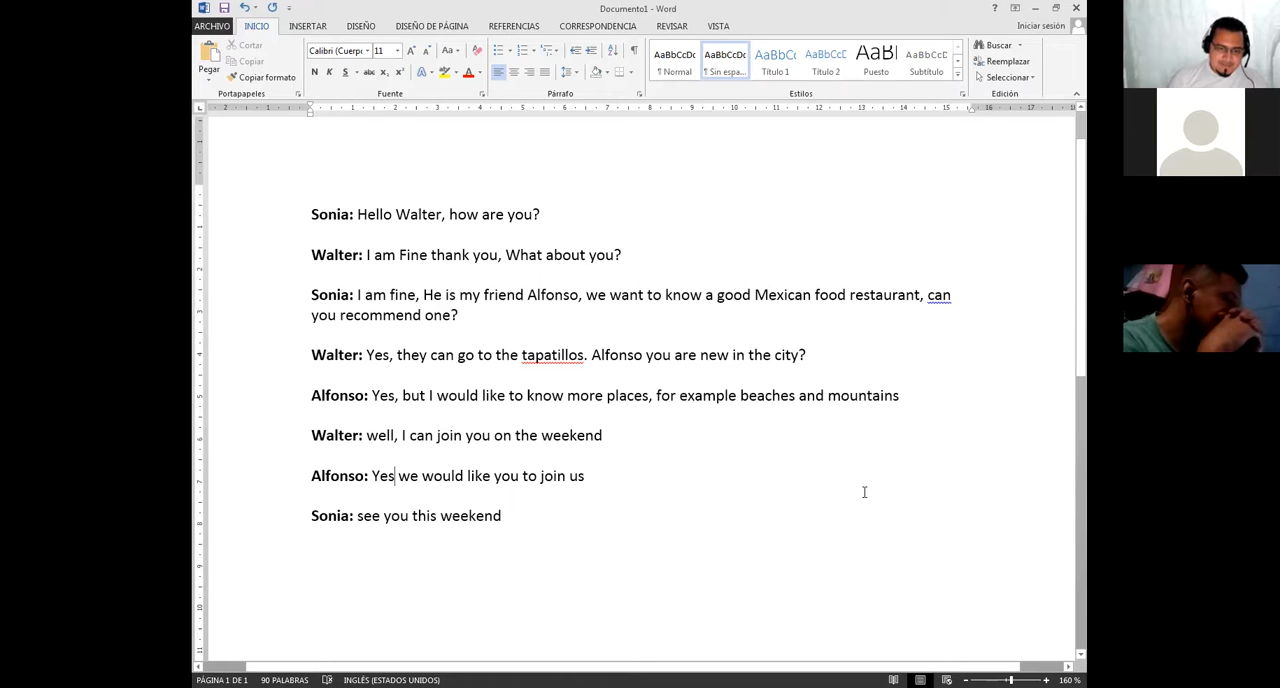 Documento1 - Word
ARCHIVO INICIO INSERTAR DISEÑO DISEÑO DE PÁGINA REFERENCIAS CORRESPONDENCIA REVISAR VISTA Iniciar sesión
Pegar
Cortar
Copiar
Copiar formato
Portapapeles
Calibri (Cuerpo 11
Fuente
Párrafo
AaBbCcDc AaBbCcDc AaBbCc AaBbCcD AaBl AaBbCcD
¶ Normal ¶ Sin espa... Título 1 Título 2 Puesto Subtítulo
Estilos
Buscar
Reemplazar
Seleccionar
Edición
Sonia: Hello Walter, how are you?
Walter: I am Fine thank you, What about you?
Sonia: I am fine, He is my friend Alfonso, we want to know a good Mexican food restaurant, can
you recommend one?
Walter: Yes, they can go to the tapatillos. Alfonso you are new in the city?
Alfonso: Yes, but I would like to know more places, for example beaches and mountains
Walter: well, I can join you on the weekend
Alfonso: Yes we would like you to join us
Sonia: see you this weekend
PÁGINA 1 DE 1 90 PALABRAS INGLÉS (ESTADOS UNIDOS) 160 %